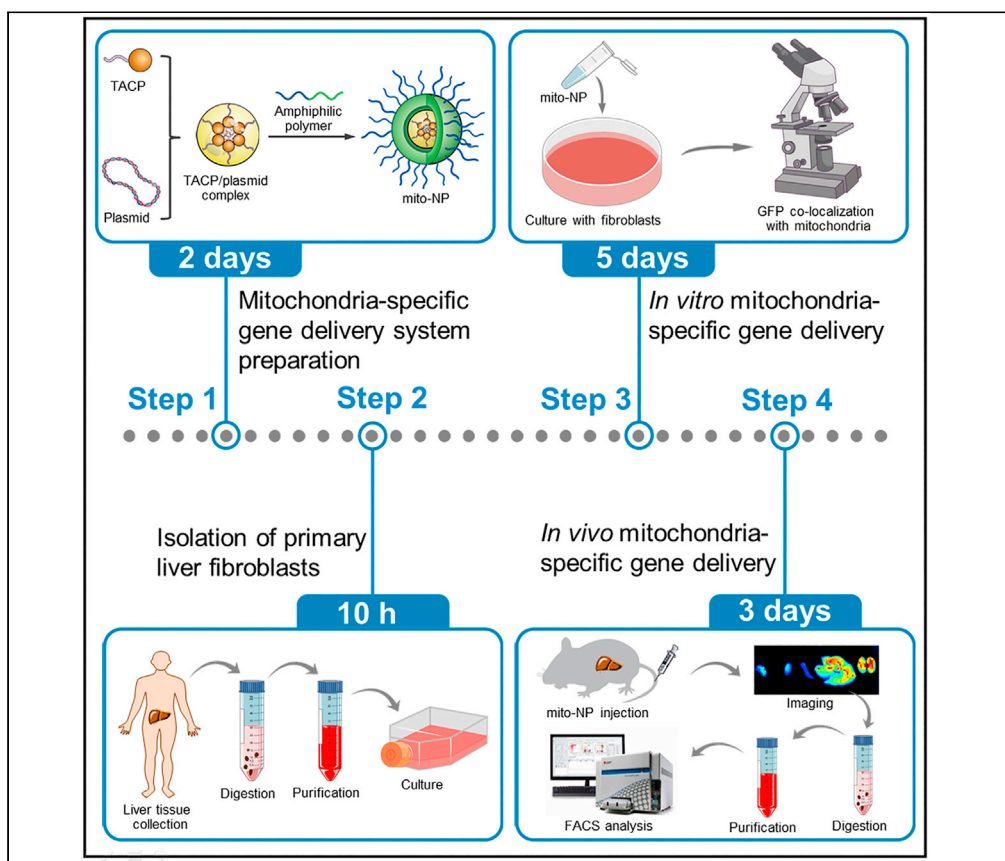 TACP
Plasmid
TACP/plasmid
complex
Amphiphilic
polymer
mito-NP
2 days
mito-NP
Culture with fibroblasts
GFP co-localization
with mitochondria
5 days
Mitochondria-specific
gene delivery system
preparation
In vitro mitochondria-
specific gene delivery
Step 1
Step 2
Step 3
Step 4
Isolation of primary
liver fibroblasts
In vivo mitochondria-
specific gene delivery
10 h
Liver tissue
collection
Digestion
Purification
Culture
3 days
mito-NP injection
Imaging
FACS analysis
Purification
Digestion